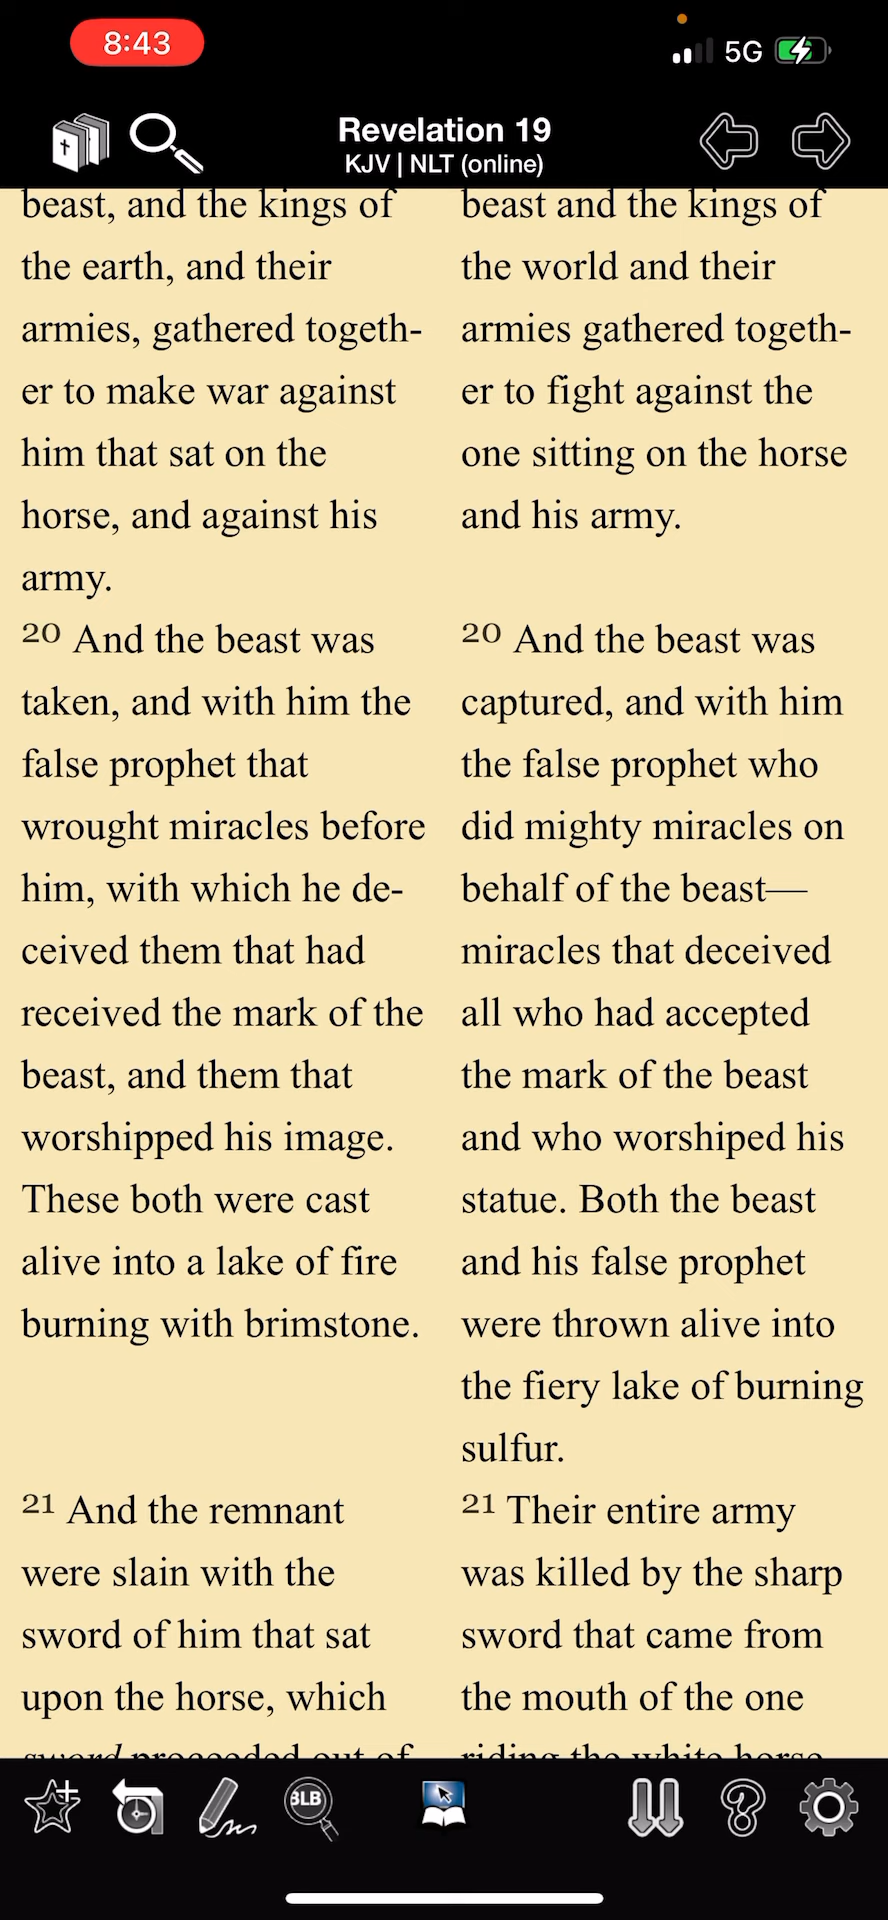 8:43
5G
Revelation 19
KJV | NLT (online)
beast, and the kings of
the earth, and their
armies, gathered togeth-
er to make war against
him that sat on the
horse, and against his
army.
20 And the beast was
taken, and with him the
false prophet that
wrought miracles before
him, with which he de-
ceived them that had
received the mark of the
beast, and them that
worshipped his image.
These both were cast
alive into a lake of fire
burning with brimstone.
21 And the remnant
were slain with the
sword of him that sat
upon the horse, which
sword proceeded out of
beast and the kings of
the world and their
armies gathered togeth-
er to fight against the
one sitting on the horse
and his army.
20 And the beast was
captured, and with him
the false prophet who
did mighty miracles on
behalf of the beast—
miracles that deceived
all who had accepted
the mark of the beast
and who worshiped his
statue. Both the beast
and his false prophet
were thrown alive into
the fiery lake of burning
sulfur.
21 Their entire army
was killed by the sharp
sword that came from
the mouth of the one
riding the white horse
BLB